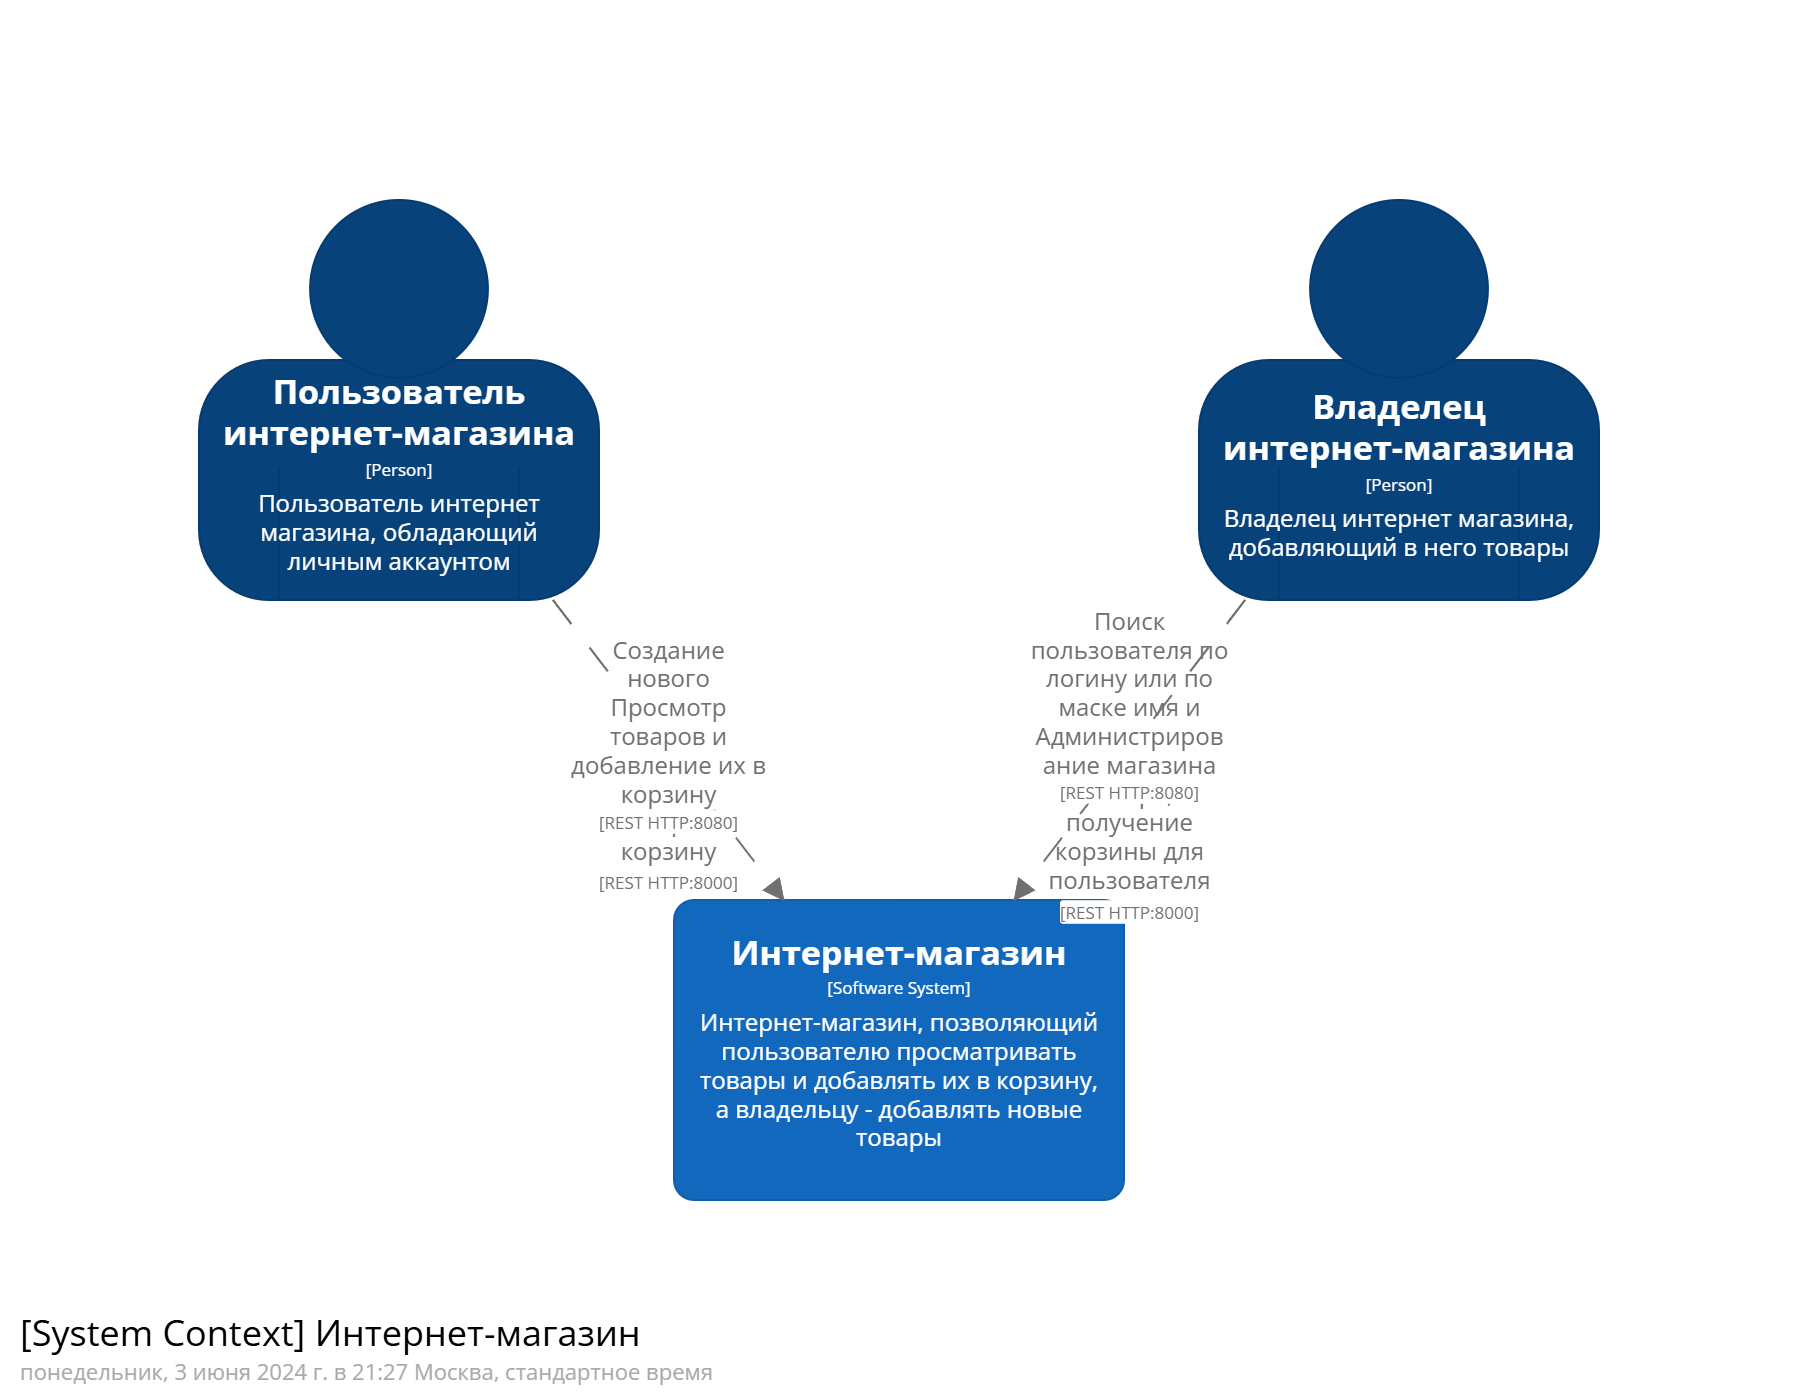 Пользователь
интернет-магазина
[Person]
Пользователь интернет
магазина, обладающий
личным аккаунтом
Владелец
интернет-магазина
[Person]
Владелец интернет магазина,
добавляющий в него товары
Создание
нового
Просмотр
товаров и
добавление их в
корзину
[REST HTTP:8080]
корзину
[REST HTTP:8000]
Поиск
пользователя по
логину или по
маске имя и
Администриров
ание магазина
[REST HTTP:8080]
получение
корзины для
пользователя
[REST HTTP:8000]
Интернет-магазин
[Software System]
Интернет-магазин, позволяющий
пользователю просматривать
товары и добавлять их в корзину,
а владельцу - добавлять новые
товары
[System Context] Интернет-магазин
понедельник, 3 июня 2024 г. в 21:27 Москва, стандартное время